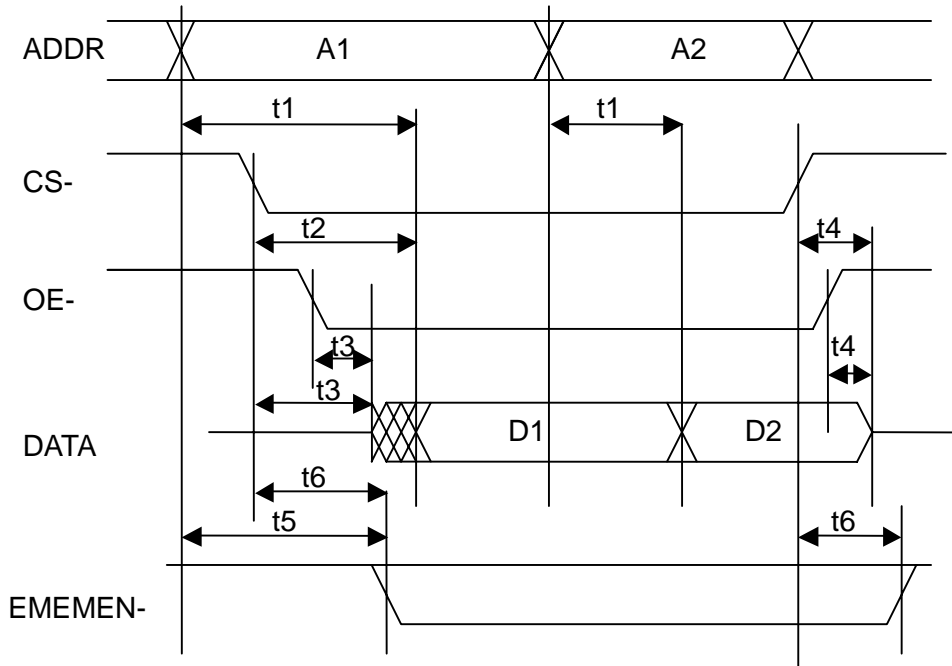 ADDR A1 A2
t1 t1
CS-
t2 t4
OE-
t3 t4
t3
DATA D1 D2
t6
t5 t6
EMEMEN-